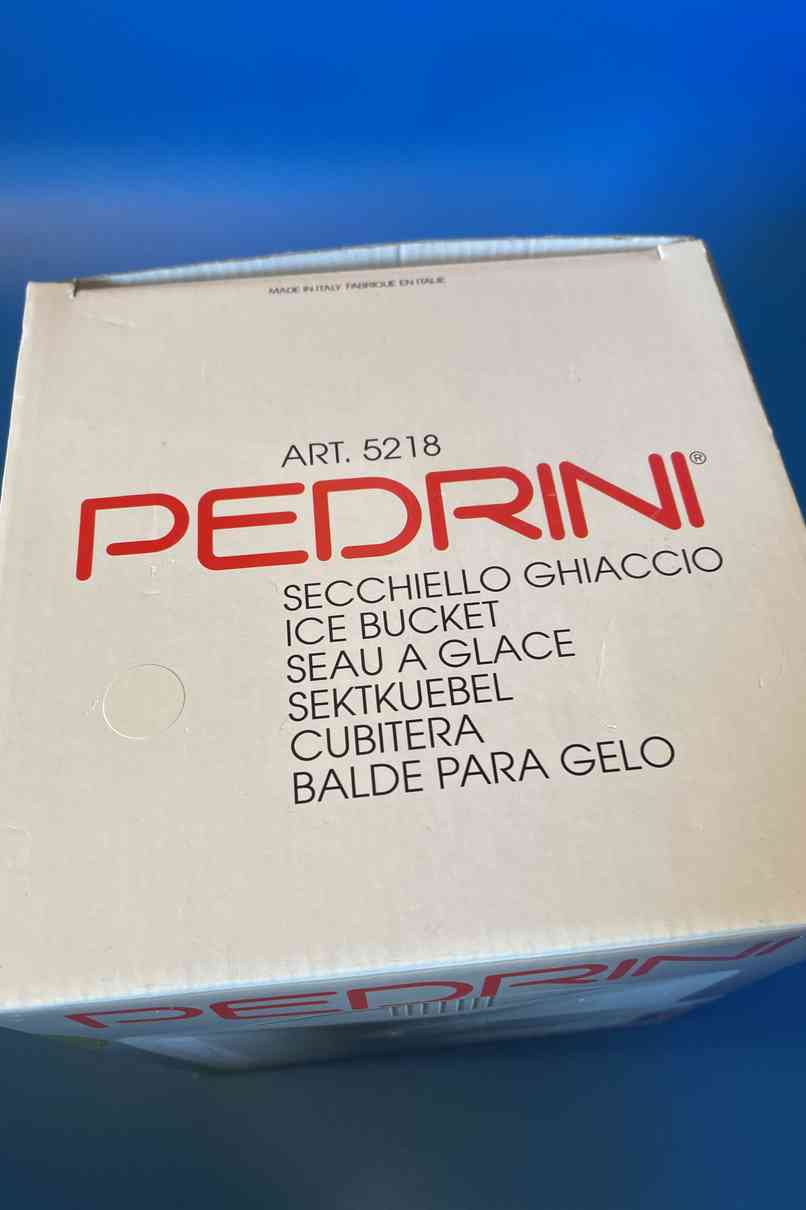 MADE IN ITALY FABRIQUE EN ITALIE
ART. 5218
PEDRINI®
SECCHIELLO GHIACCIO
ICE BUCKET
SEAU A GLACE
SEKTKUEBEL
CUBITERA
BALDE PARA GELO
PEDRINI